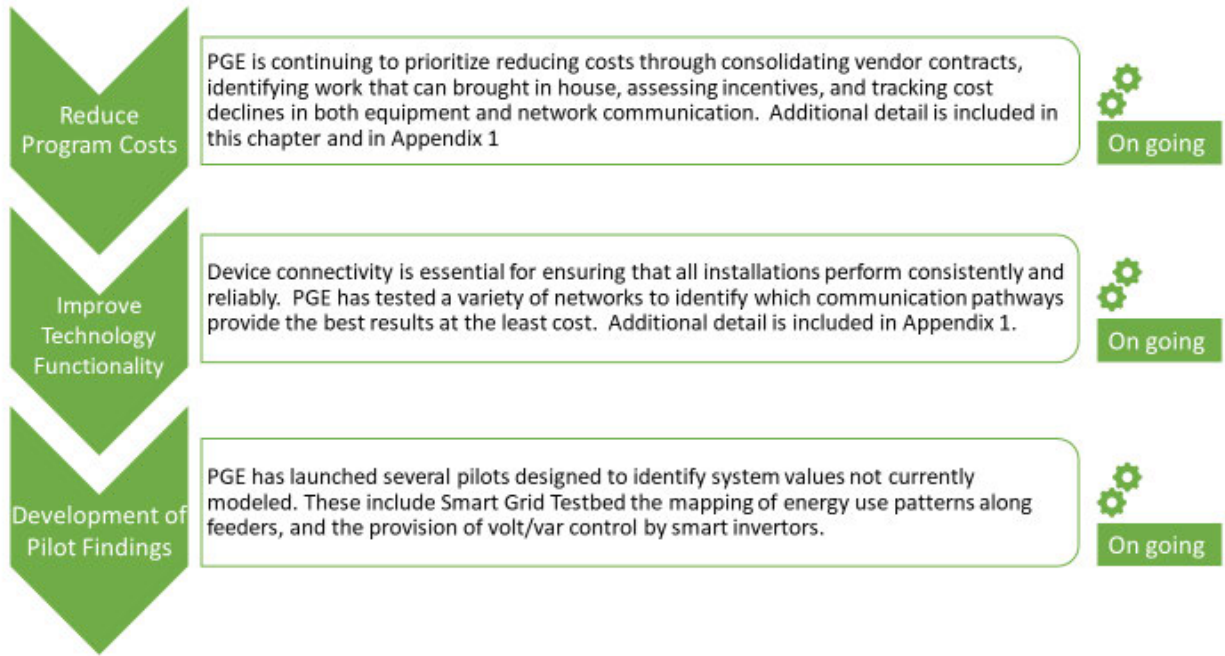 Reduce
Program Costs
PGE is continuing to prioritize reducing costs through consolidating vendor contracts,
identifying work that can brought in house, assessing incentives, and tracking cost
declines in both equipment and network communication.  Additional detail is included in
this chapter and in Appendix 1
On going
Improve
Technology
Functionality
Device connectivity is essential for ensuring that all installations perform consistently and
reliably.  PGE has tested a variety of networks to identify which communication pathways
provide the best results at the least cost.  Additional detail is included in Appendix 1.
On going
Development of
Pilot Findings
PGE has launched several pilots designed to identify system values not currently
modeled. These include Smart Grid Testbed the mapping of energy use patterns along
feeders, and the provision of volt/var control by smart invertors.
On going